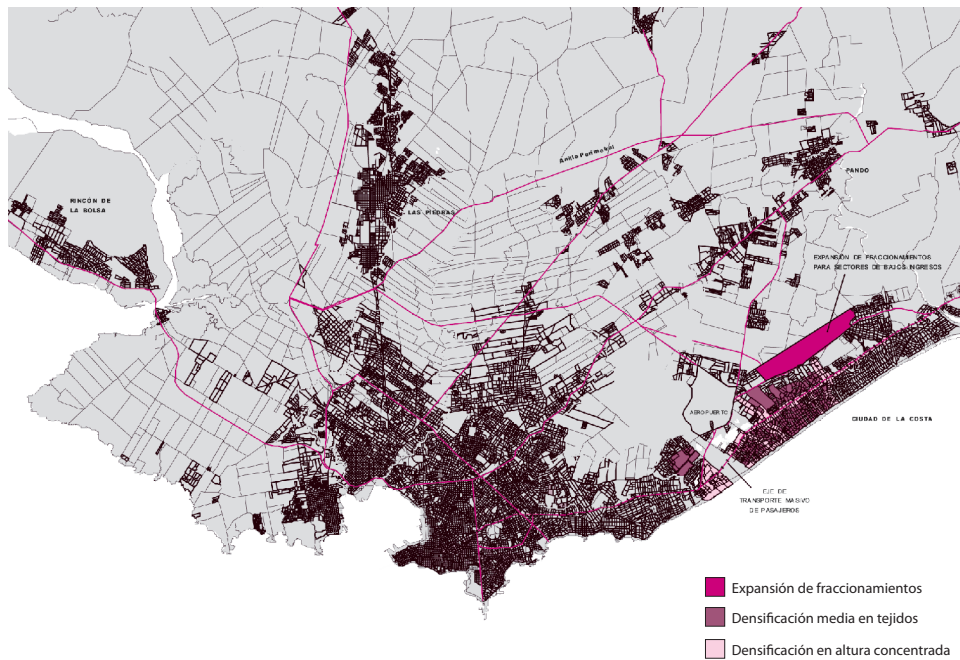 Anillo Perimetral
PANDO
RINCÓN DE
LA BOLSA
LAS PIEDRAS
EXPANSIÓN DE FRACCIONAMIENTOS
PARA SECTORES DE BAJOS INGRESOS
AEROPUERTO
CIUDAD DE LA COSTA
EJE DE
TRANSPORTE MASIVO
DE PASAJEROS
Expansión de fraccionamientos
Densificación media en tejidos
Densificación en altura concentrada